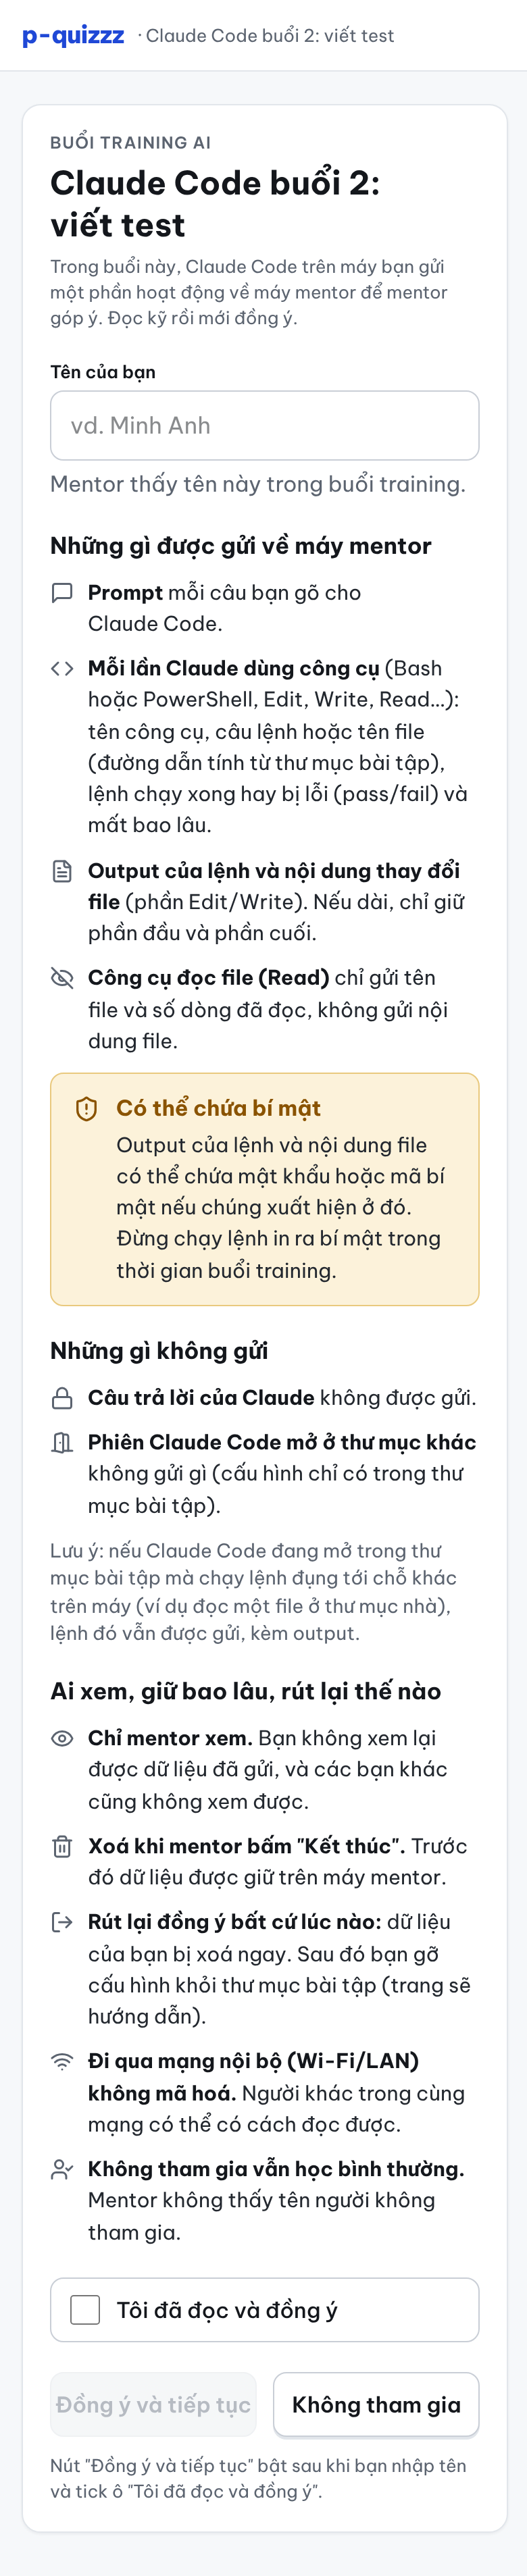 p-quizzz · Claude Code buổi 2: viết test
BUỔI TRAINING AI
Claude Code buổi 2:
viết test
Trong buổi này, Claude Code trên máy bạn gửi
một phần hoạt động về máy mentor để mentor
góp ý. Đọc kỹ rồi mới đồng ý.
Tên của bạn
vd. Minh Anh
Mentor thấy tên này trong buổi training.
Những gì được gửi về máy mentor
Prompt mỗi câu bạn gõ cho
Claude Code.
Mỗi lần Claude dùng công cụ (Bash
hoặc PowerShell, Edit, Write, Read...):
tên công cụ, câu lệnh hoặc tên file
(đường dẫn tính từ thư mục bài tập),
lệnh chạy xong hay bị lỗi (pass/fail) và
mất bao lâu.
Output của lệnh và nội dung thay đổi
file (phần Edit/Write). Nếu dài, chỉ giữ
phần đầu và phần cuối.
Công cụ đọc file (Read) chỉ gửi tên
file và số dòng đã đọc, không gửi nội
dung file.
Có thể chứa bí mật
Output của lệnh và nội dung file
có thể chứa mật khẩu hoặc mã bí
mật nếu chúng xuất hiện ở đó.
Đừng chạy lệnh in ra bí mật trong
thời gian buổi training.
Những gì không gửi
Câu trả lời của Claude không được gửi.
Phiên Claude Code mở ở thư mục khác
không gửi gì (cấu hình chỉ có trong thư
mục bài tập).
Lưu ý: nếu Claude Code đang mở trong thư
mục bài tập mà chạy lệnh đụng tới chỗ khác
trên máy (ví dụ đọc một file ở thư mục nhà),
lệnh đó vẫn được gửi, kèm output.
Ai xem, giữ bao lâu, rút lại thế nào
Chỉ mentor xem. Bạn không xem lại
được dữ liệu đã gửi, và các bạn khác
cũng không xem được.
Xoá khi mentor bấm "Kết thúc". Trước
đó dữ liệu được giữ trên máy mentor.
Rút lại đồng ý bất cứ lúc nào: dữ liệu
của bạn bị xoá ngay. Sau đó bạn gỡ
cấu hình khỏi thư mục bài tập (trang sẽ
hướng dẫn).
Đi qua mạng nội bộ (Wi-Fi/LAN)
không mã hoá. Người khác trong cùng
mạng có thể có cách đọc được.
Không tham gia vẫn học bình thường.
Mentor không thấy tên người không
tham gia.
Tôi đã đọc và đồng ý
Đồng ý và tiếp tục Không tham gia
Nút "Đồng ý và tiếp tục" bật sau khi bạn nhập tên
và tick ô "Tôi đã đọc và đồng ý".